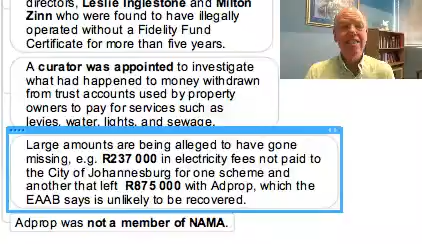 directors, Leslie Inglestone and Milton
Zinn who were found to have illegally
operated without a Fidelity Fund
Certificate for more than five years.
A curator was appointed to investigate
what had happened to money withdrawn
from trust accounts used by property
owners to pay for services such as
levies, water, lights, and sewage.
Large amounts are being alleged to have gone
missing, e.g. R237 000 in electricity fees not paid to
the City of Johannesburg for one scheme and
another that left R875 000 with Adprop, which the
EAAB says is unlikely to be recovered.
Adprop was not a member of NAMA.